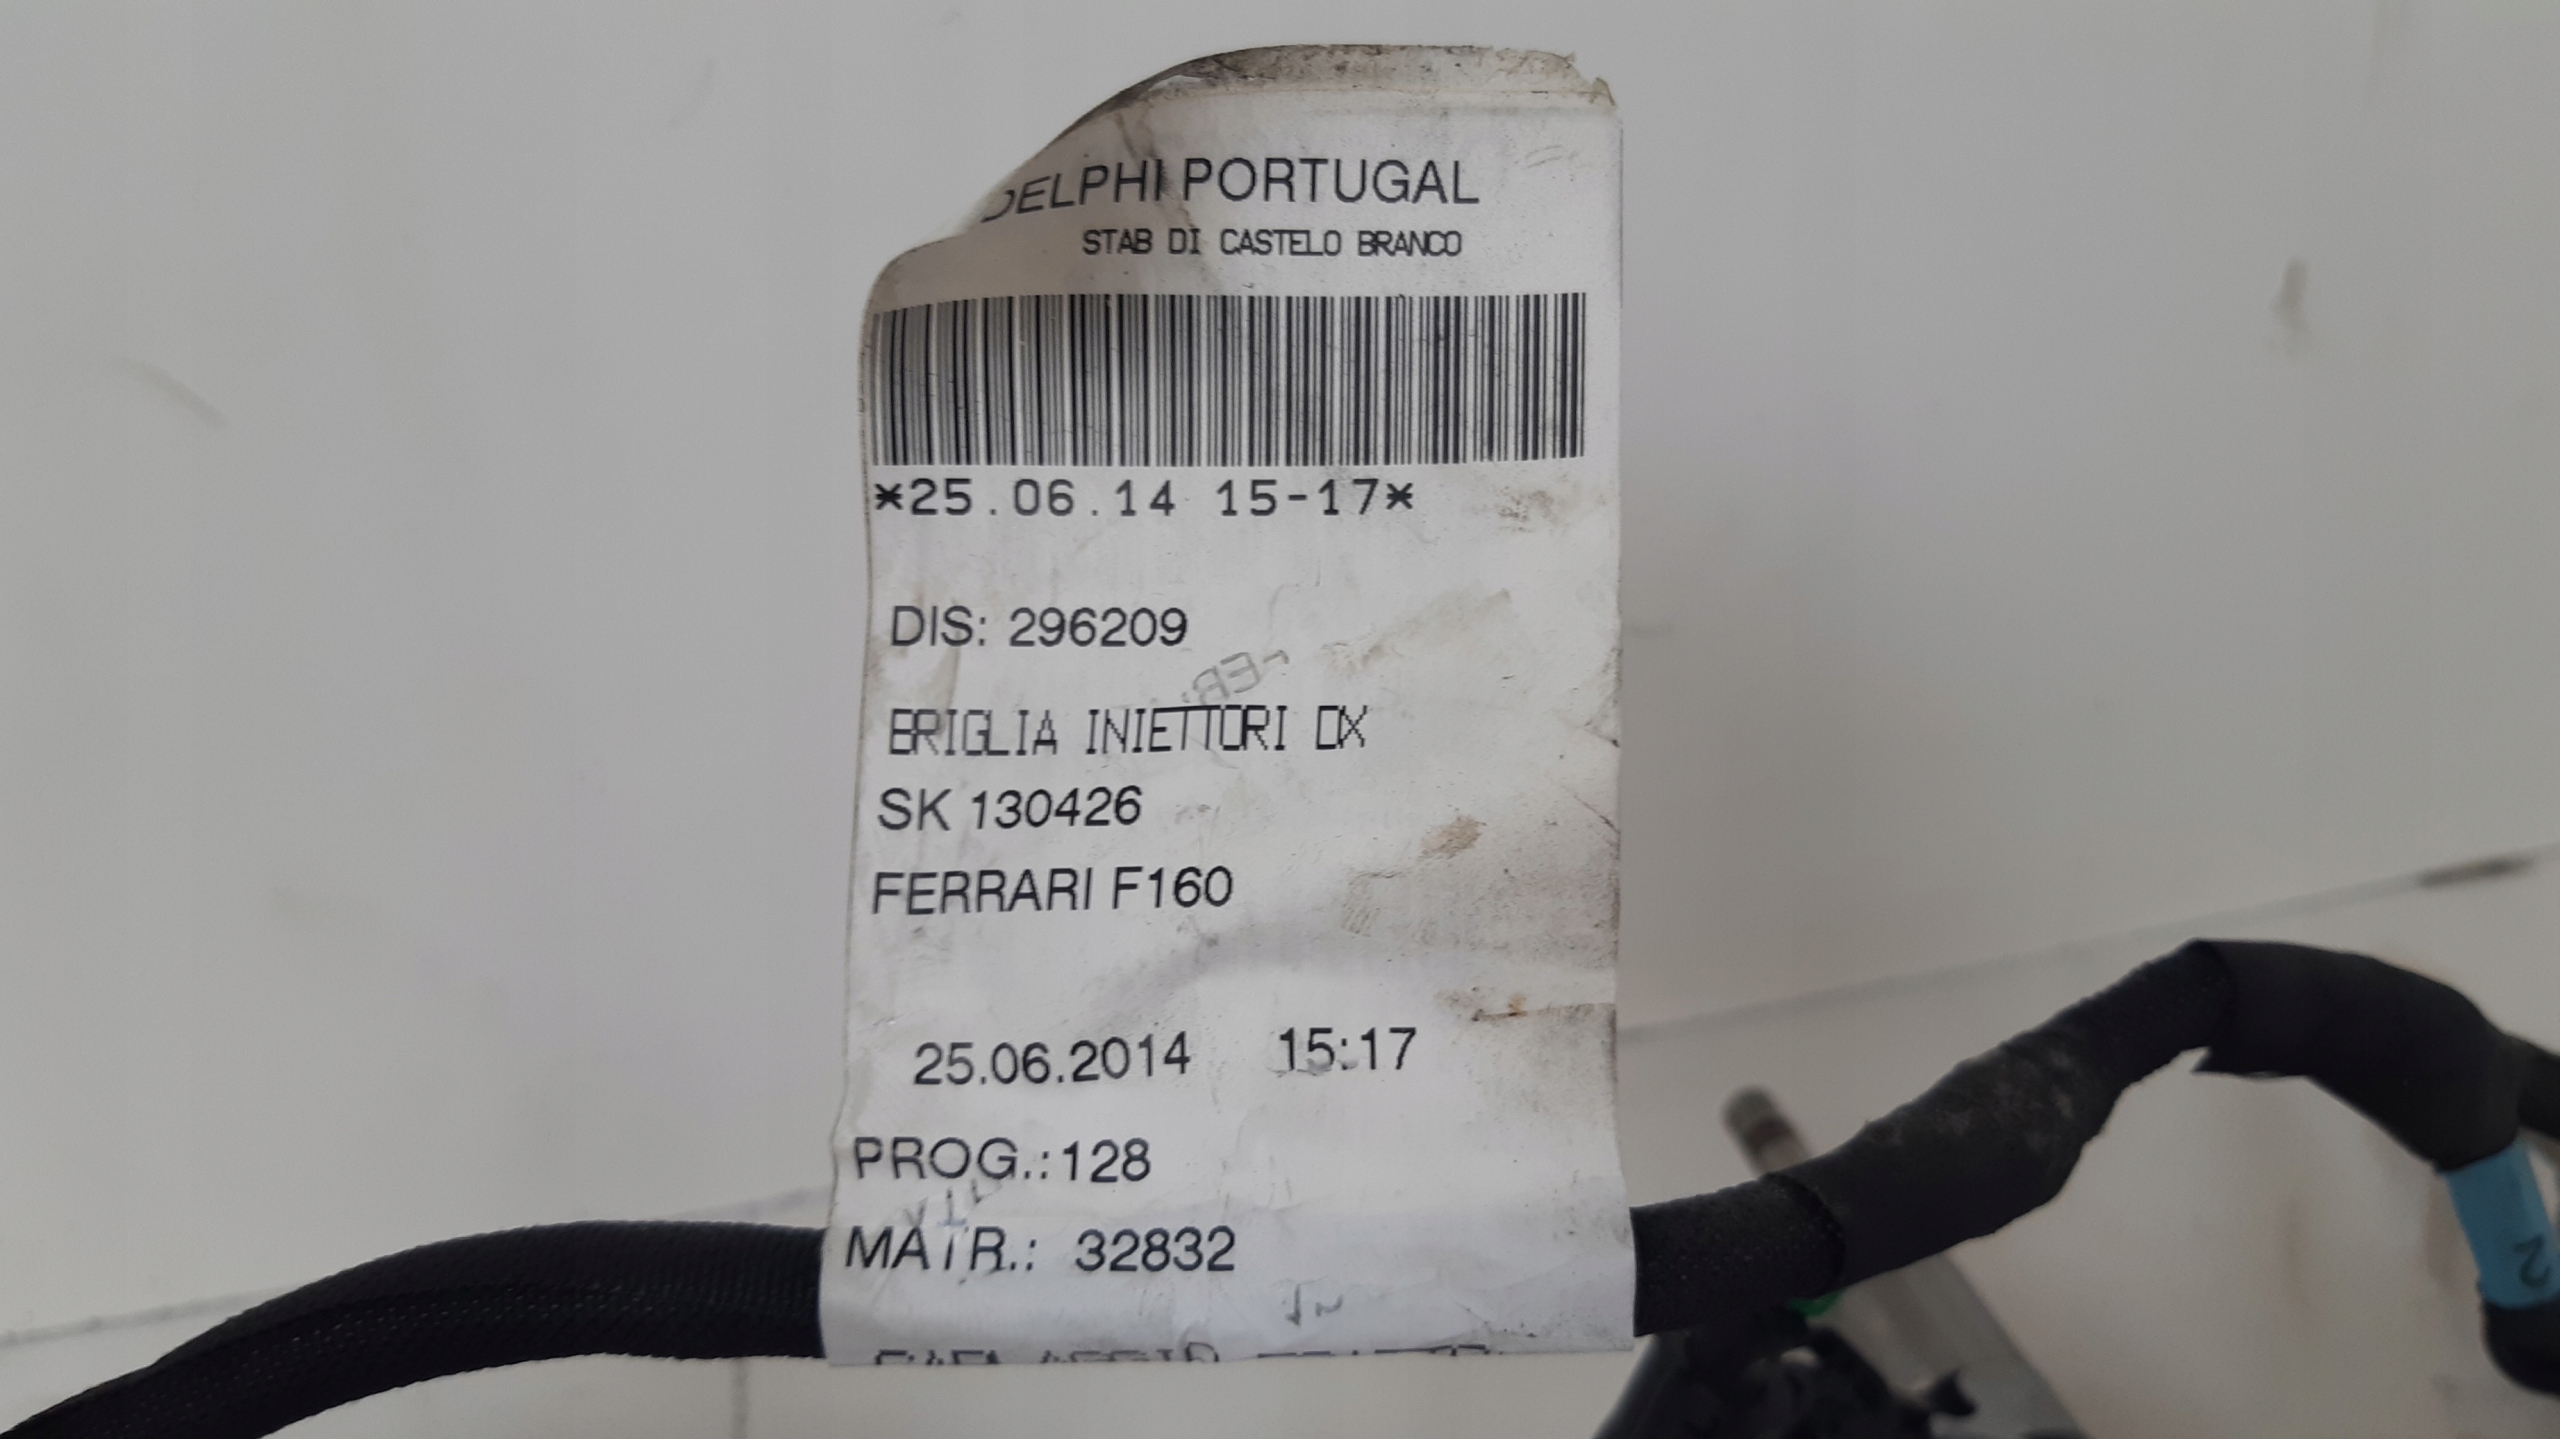 DELPHI PORTUGAL
STAB DI CASTELO BRANCO
*25.06.14 15-17*
DIS: 296209
BRIGLIA INIETTORI DX
SK 130426
FERRARI F160
25.06.2014 15:17
PROG.:128
MATR.: 32832
2